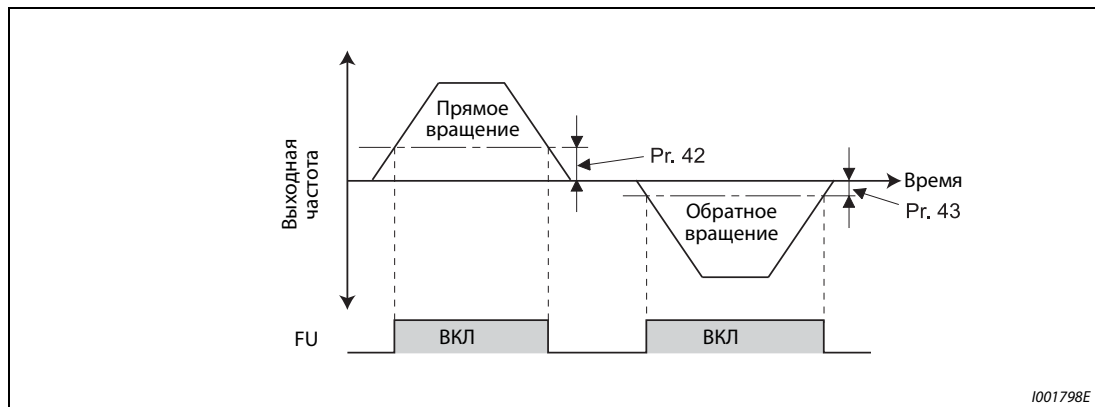 Выходная
частота
Прямое
вращение
Pr. 42
Время
Обратное
вращение
Pr. 43
FU
ВКЛ
ВКЛ
I001798E